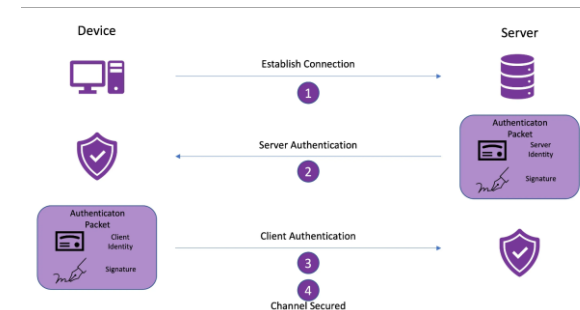 Device
Server
Establish Connection
1
Authenticaton
Packet
Server
Identity
Signature
Server Authentication
2
Authenticaton
Packet
Client
Identity
Signature
Client Authentication
3
4
Channel Secured